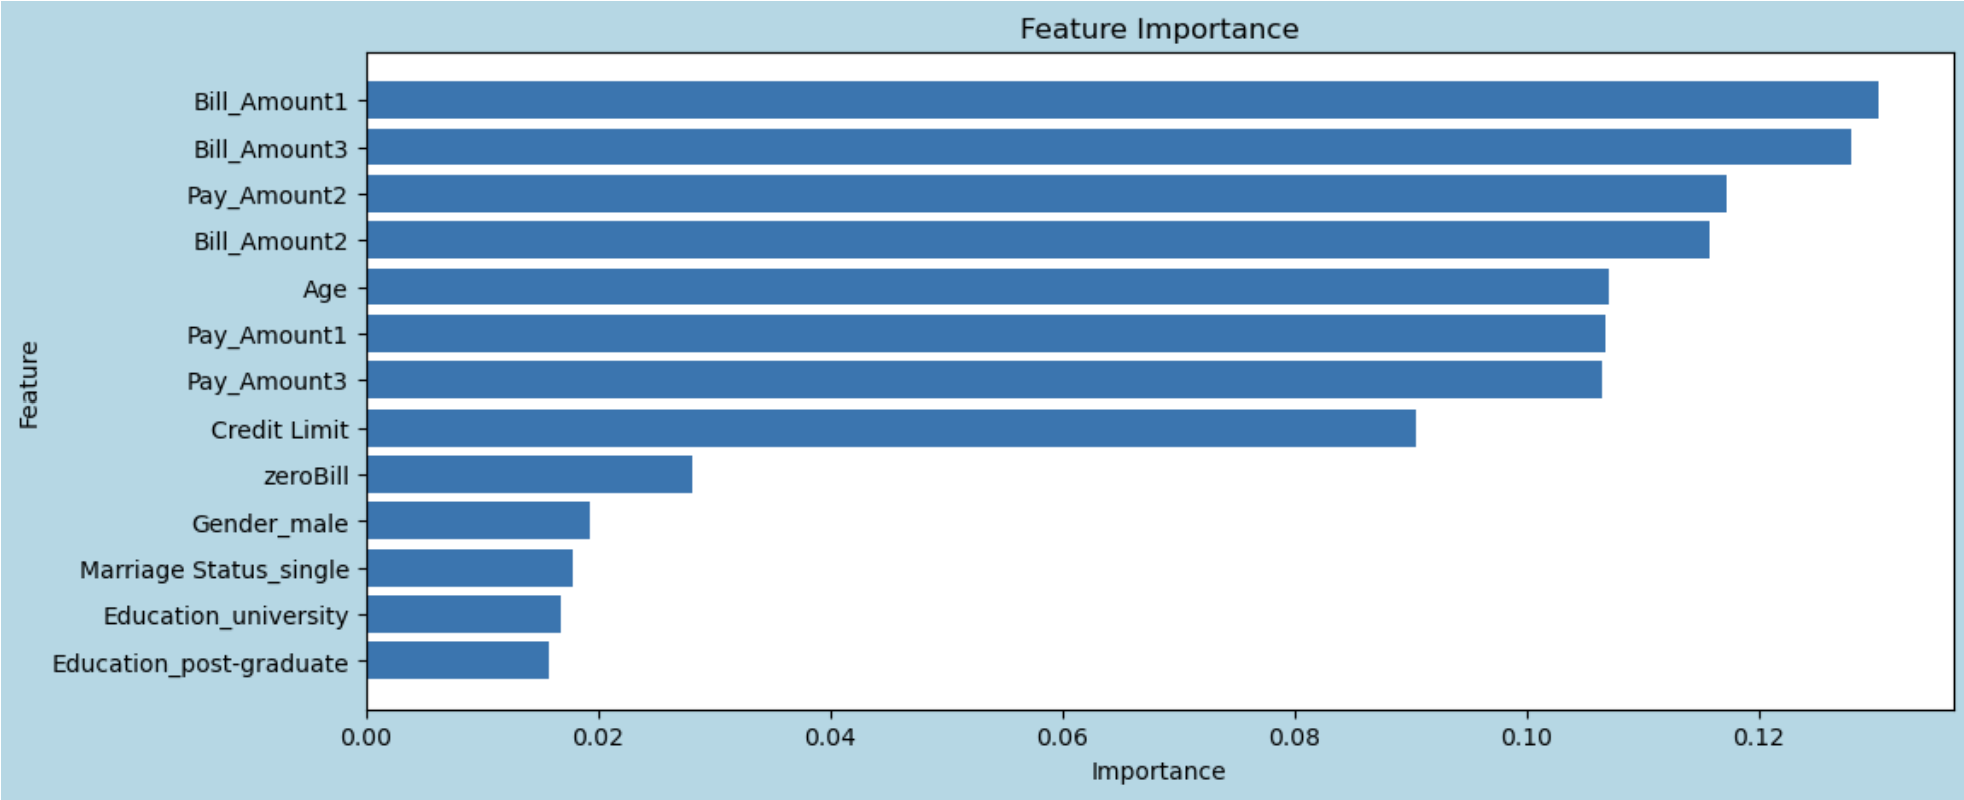 Feature Importance
Bill_Amount1
Bill_Amount3
Pay_Amount2
Bill_Amount2
Age
Pay_Amount1
Pay_Amount3
Credit Limit
zeroBill
Gender_male
Marriage Status_single
Education_university
Education_post-graduate
Feature
0.00 0.02 0.04 0.06 0.08 0.10 0.12
Importance